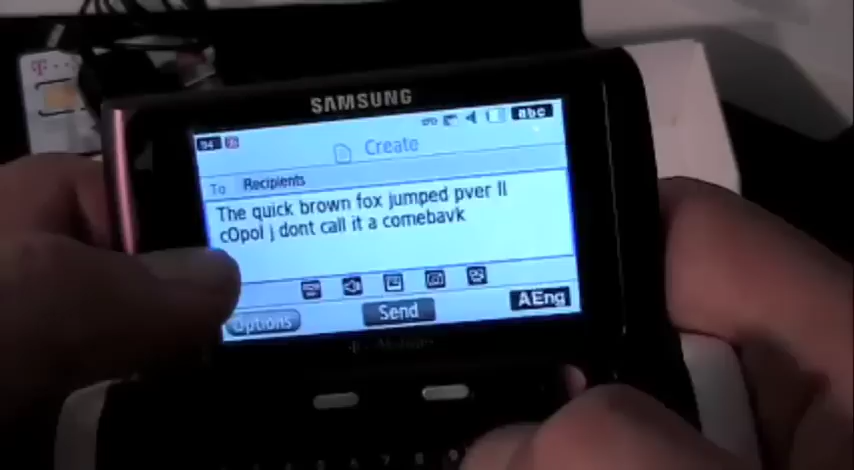 SAMSUNG
94
abc
Create
To Recipients
The quick brown fox jumped pver ll
cOpol j dont call it a comebavk
Options
Send
AEng